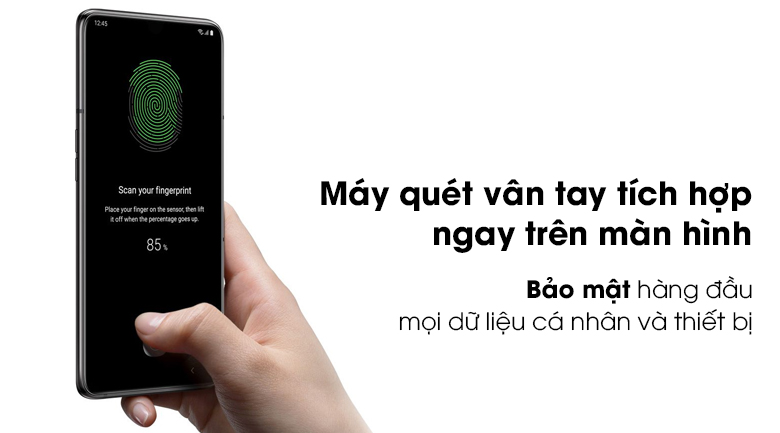 12:45
Scan your fingerprint
Place your finger on the sensor, then lift
it off when the percentage goes up.
85%
Máy quét vân tay tích hợp
ngay trên màn hình
Bảo mật hàng đầu
mọi dữ liệu cá nhân và thiết bị